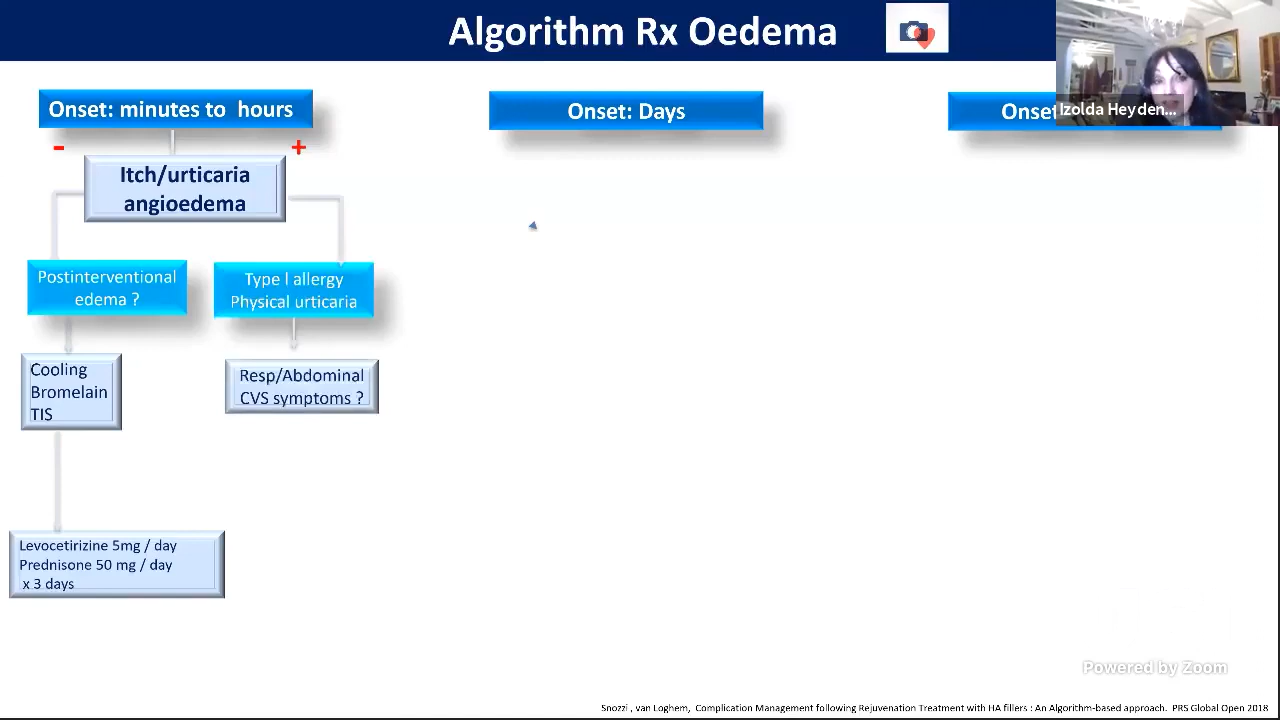 Algorithm Rx Oedema
Izolda Heyden...
Onset: minutes to hours
Onset: Days
Onset
-
+
Itch/urticaria
angioedema
Postinterventional
edema ?
Type l allergy
Physical urticaria
Cooling
Bromelain
TIS
Resp/Abdominal
CVS symptoms ?
Levocetirizine 5mg / day
Prednisone 50 mg / day
x 3 days
Powered by Zoom
Snozzi , van Loghem, Complication Management following Rejuvenation Treatment with HA fillers : An Algorithm-based approach. PRS Global Open 2018